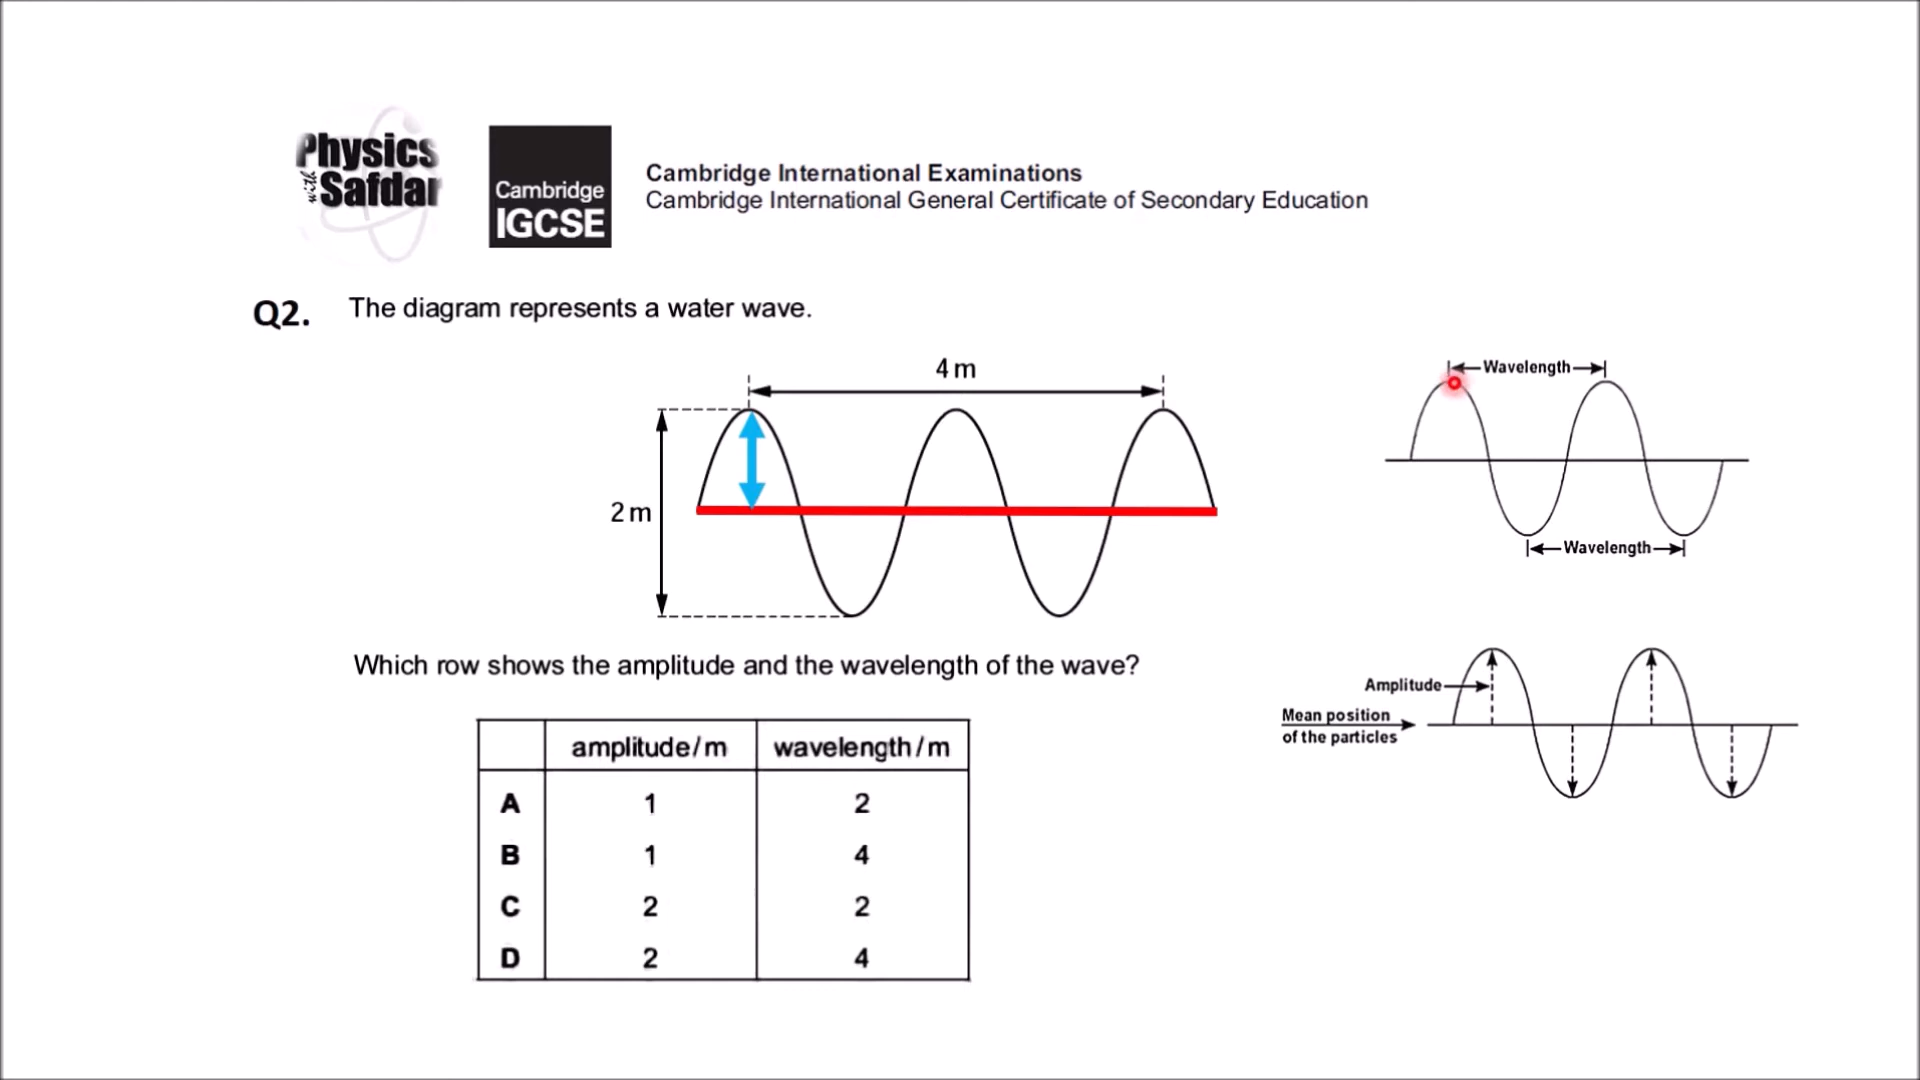 Physics
with
Safdar
Cambridge
IGCSE
Cambridge International Examinations
Cambridge International General Certificate of Secondary Education
Q2. The diagram represents a water wave.
4 m
2 m
Wavelength
Wavelength
Which row shows the amplitude and the wavelength of the wave?
amplitude/m wavelength/m
A 1 2
B 1 4
C 2 2
D 2 4
Amplitude
Mean position
of the particles